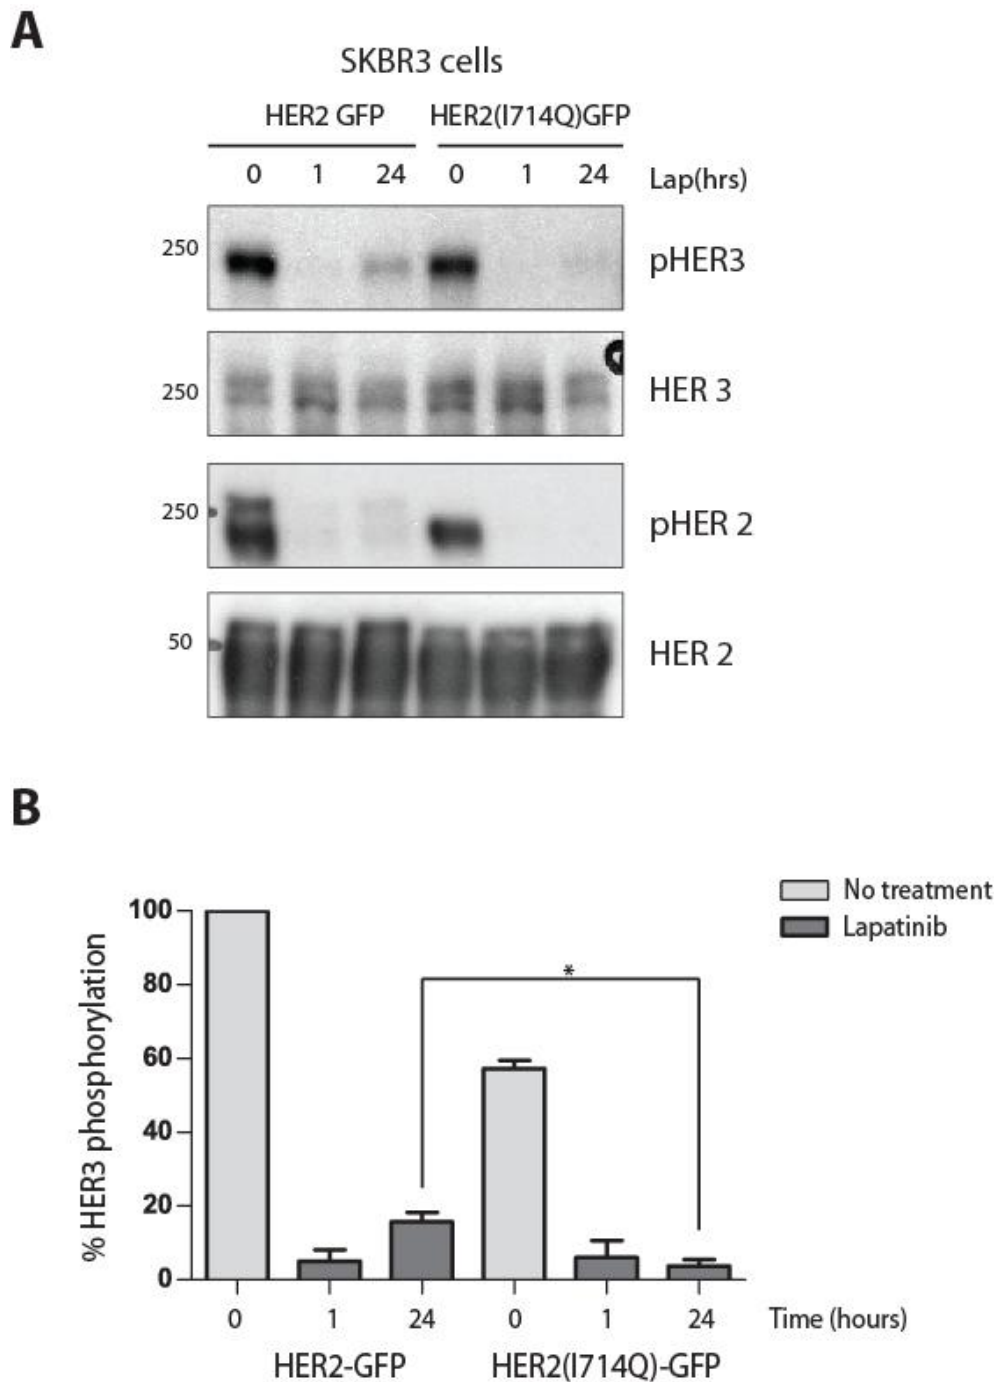 A
SKBR3 cells
HER2 GFP HER2(I714Q)GFP
0 1 24 0 1 24 Lap(hrs)
250 pHER3
250 HER 3
250 pHER 2
50 HER 2
B
No treatment
Lapatinib
% HER3 phosphorylation
100
80
60
40
20
0
*
0 1 24 0 1 24 Time (hours)
HER2-GFP HER2(I714Q)-GFP